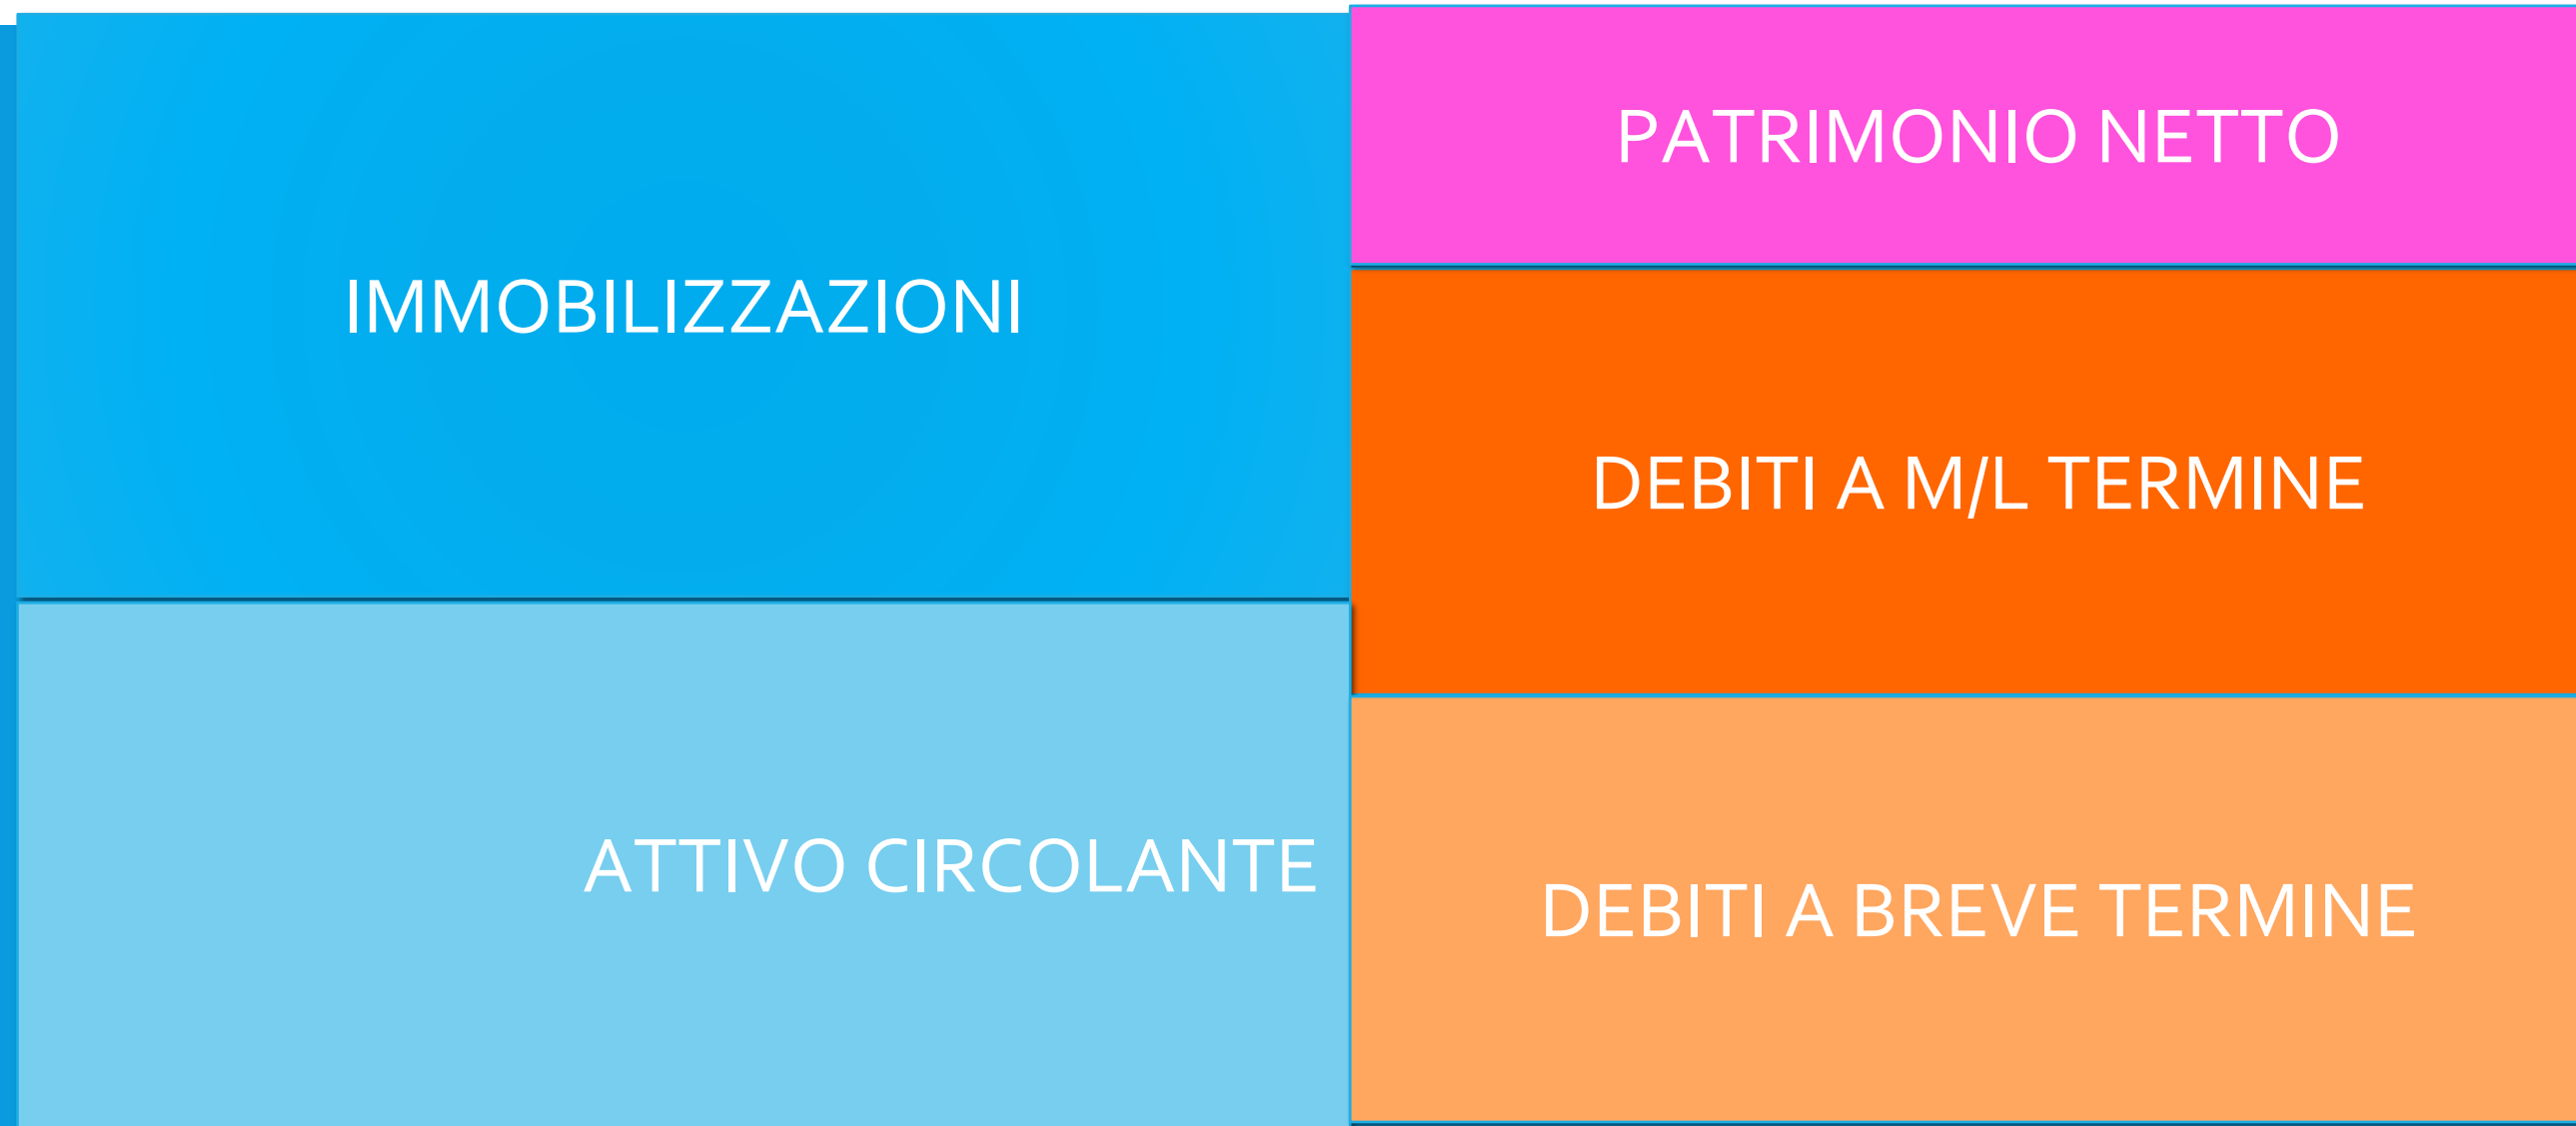 IMMOBILIZZAZIONI
ATTIVO CIRCOLANTE
PATRIMONIO NETTO
DEBITI A M/L TERMINE
DEBITI A BREVE TERMINE